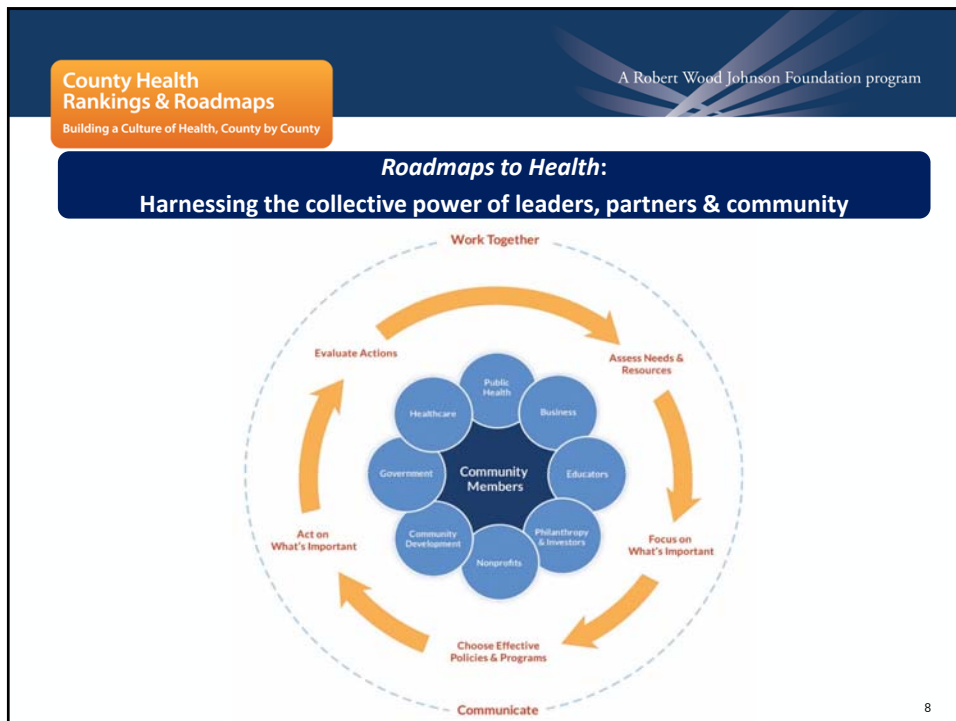 County Health
Rankings & Roadmaps
Building a Culture of Health, County by County
A Robert Wood Johnson Foundation program
Roadmaps to Health:
Harnessing the collective power of leaders, partners & community
Work Together
Evaluate Actions
Assess Needs &
Resources
Public
Health
Healthcare
Business
Government
Community
Members
Educators
Act on
What's Important
Community
Development
Philanthropy
& Investors
Focus on
What's Important
Nonprofits
Choose Effective
Policies & Programs
Communicate
8